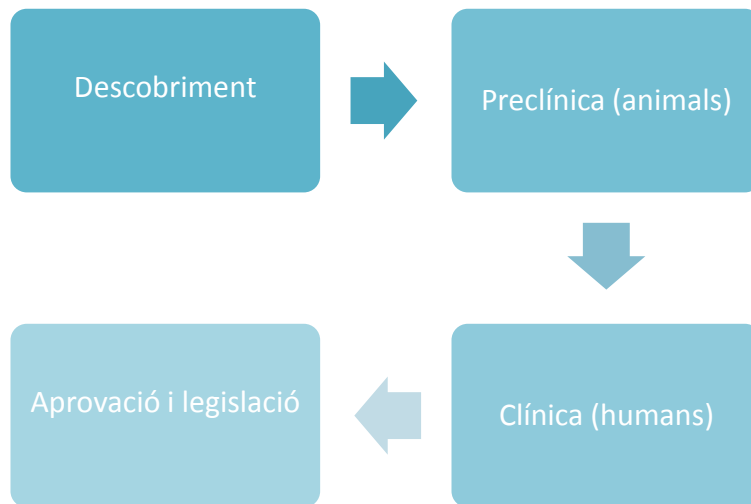 Descobriment
Preclínica (animals)
Clínica (humans)
Aprovació i legislació